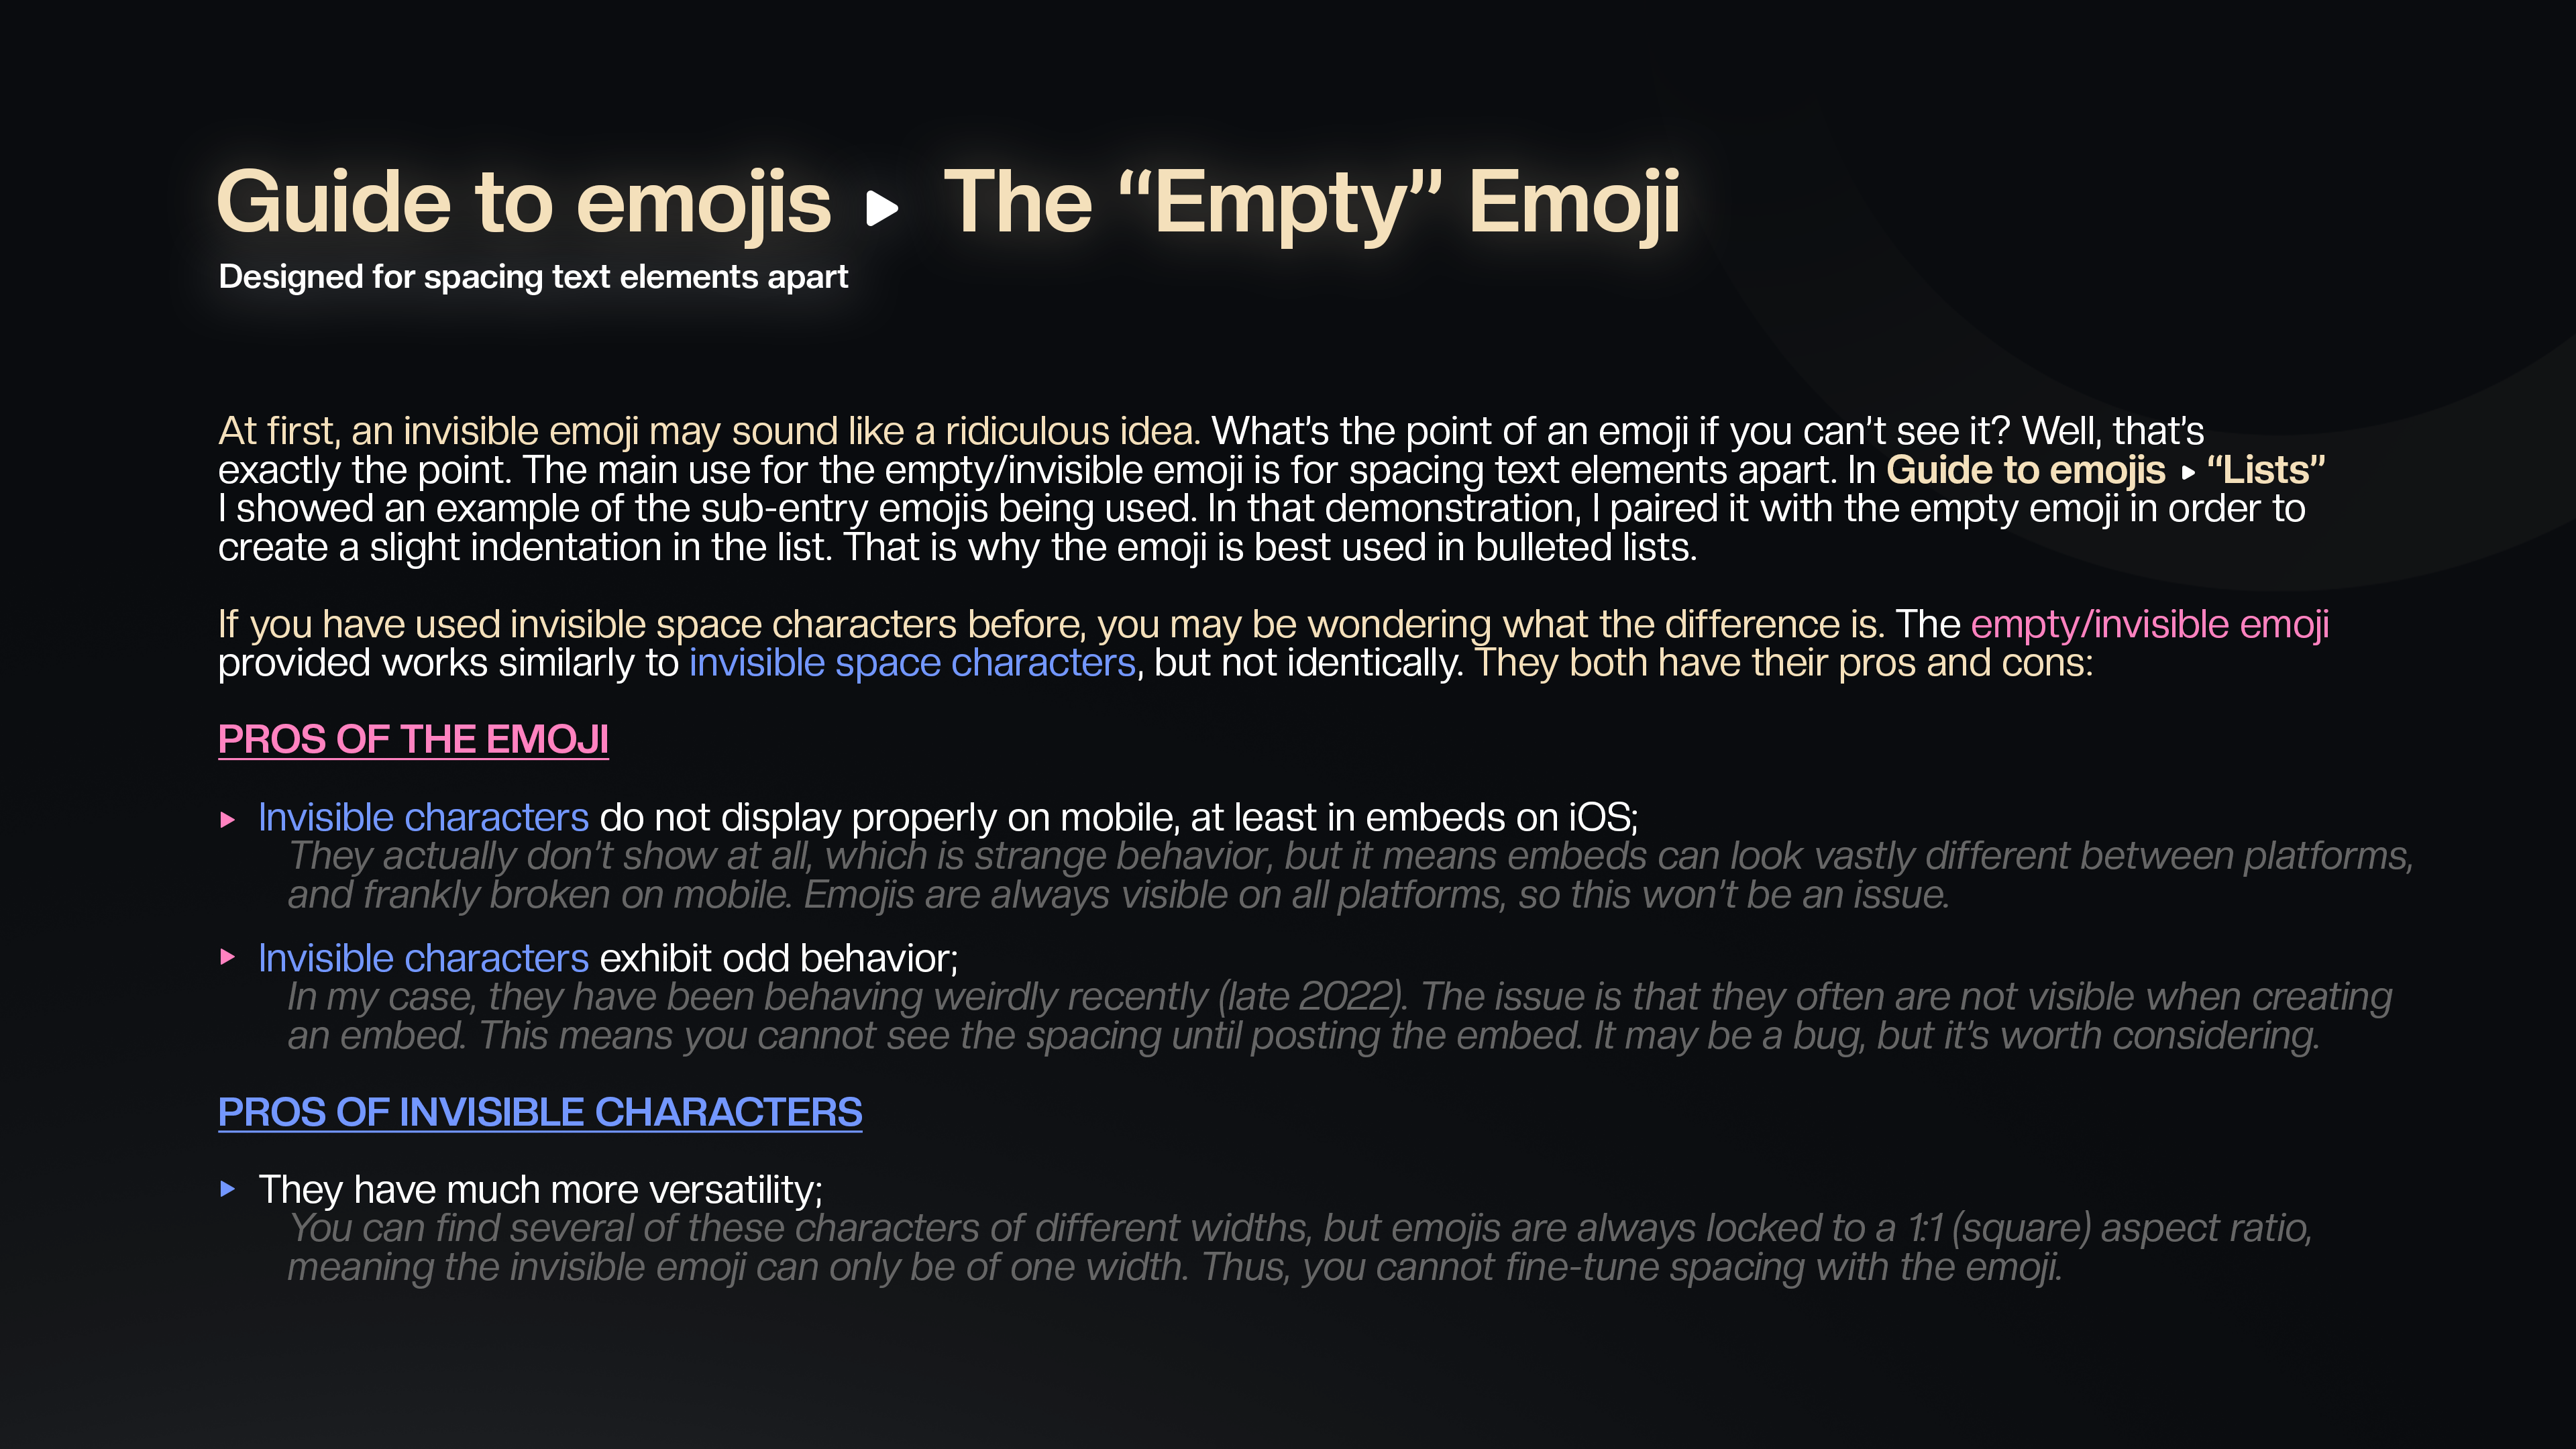 Guide to emojis ▶ The “Empty” Emoji
Designed for spacing text elements apart
At first, an invisible emoji may sound like a ridiculous idea. What’s the point of an emoji if you can’t see it? Well, that’s
exactly the point. The main use for the empty/invisible emoji is for spacing text elements apart. In Guide to emojis ▶ “Lists”
I showed an example of the sub-entry emojis being used. In that demonstration, I paired it with the empty emoji in order to
create a slight indentation in the list. That is why the emoji is best used in bulleted lists.
If you have used invisible space characters before, you may be wondering what the difference is. The empty/invisible emoji
provided works similarly to invisible space characters, but not identically. They both have their pros and cons:
PROS OF THE EMOJI
▶ Invisible characters do not display properly on mobile, at least in embeds on iOS;
They actually don’t show at all, which is strange behavior, but it means embeds can look vastly different between platforms,
and frankly broken on mobile. Emojis are always visible on all platforms, so this won’t be an issue.
▶ Invisible characters exhibit odd behavior;
In my case, they have been behaving weirdly recently (late 2022). The issue is that they often are not visible when creating
an embed. This means you cannot see the spacing until posting the embed. It may be a bug, but it’s worth considering.
PROS OF INVISIBLE CHARACTERS
▶ They have much more versatility;
You can find several of these characters of different widths, but emojis are always locked to a 1:1 (square) aspect ratio,
meaning the invisible emoji can only be of one width. Thus, you cannot fine-tune spacing with the emoji.